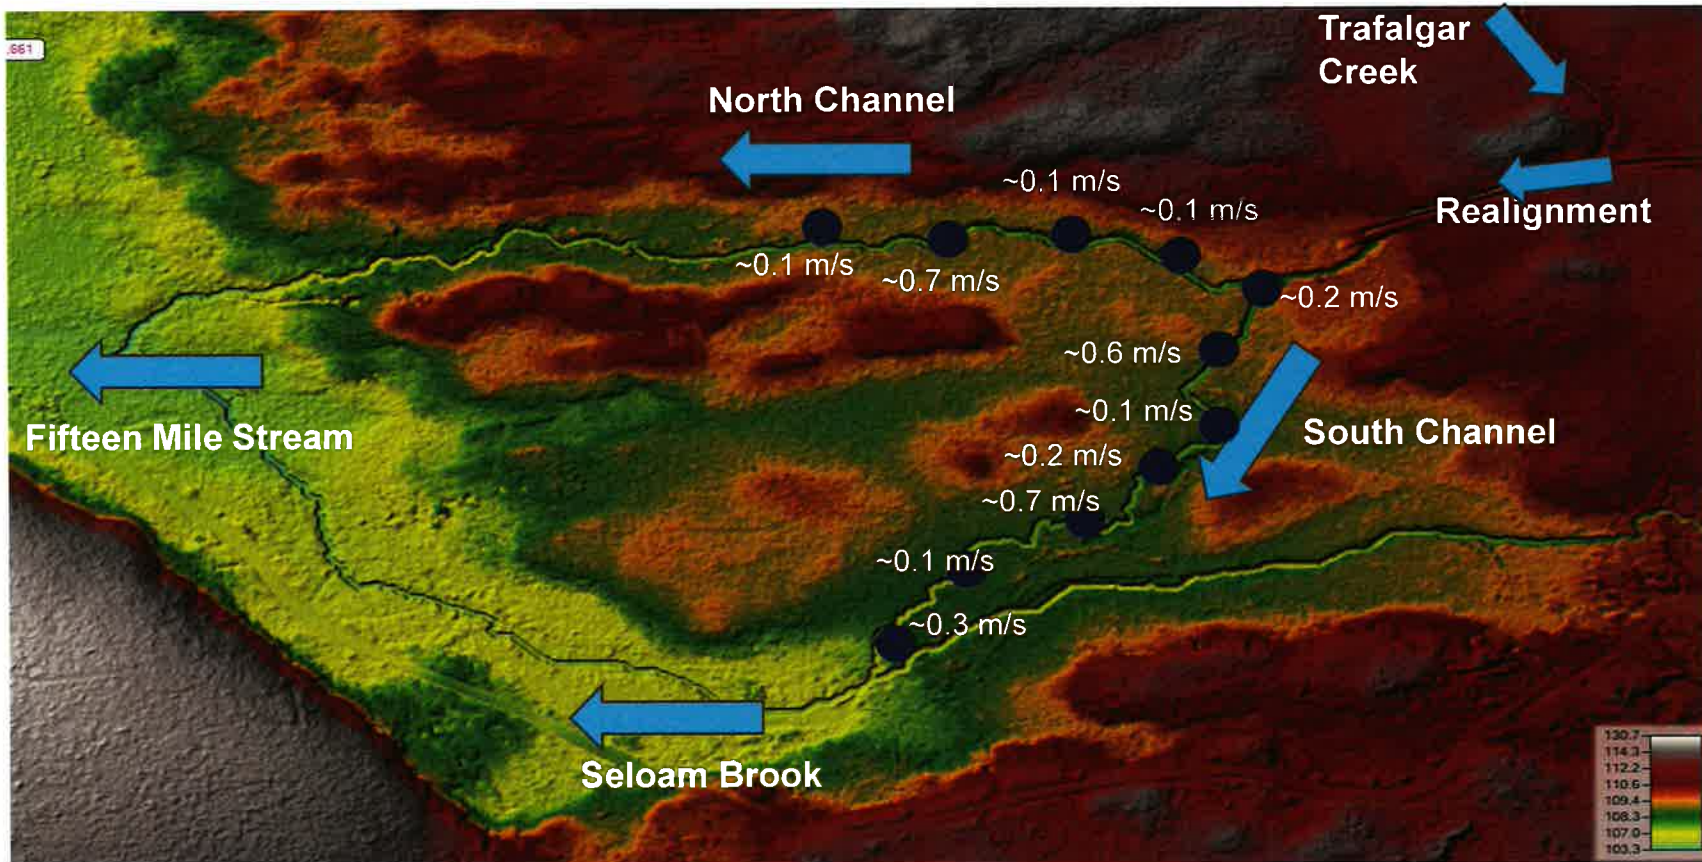 .661
Trafalgar
Creek
North Channel
~0.1 m/s
~0.1 m/s
Realignment
~0.1 m/s
~0.7 m/s
~0.2 m/s
~0.6 m/s
~0.1 m/s
South Channel
Fifteen Mile Stream
~0.2 m/s
~0.7 m/s
~0.1 m/s
~0.3 m/s
Seloam Brook
130.7
114.3
112.2
110.6
109.4
108.3
107.0
103.3